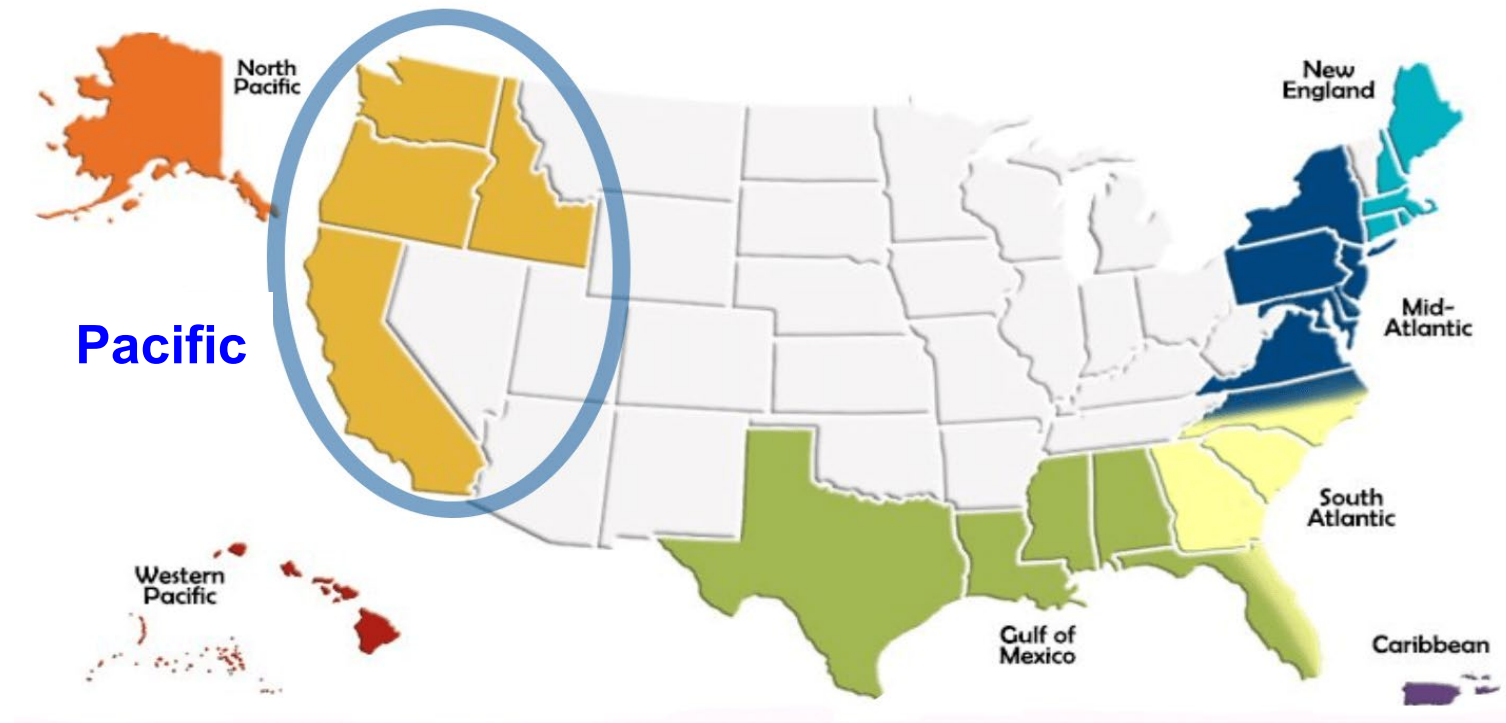 North
Pacific
New
England
Mid-
Atlantic
Pacific
South
Atlantic
Western
Pacific
Gulf of
Mexico
Caribbean